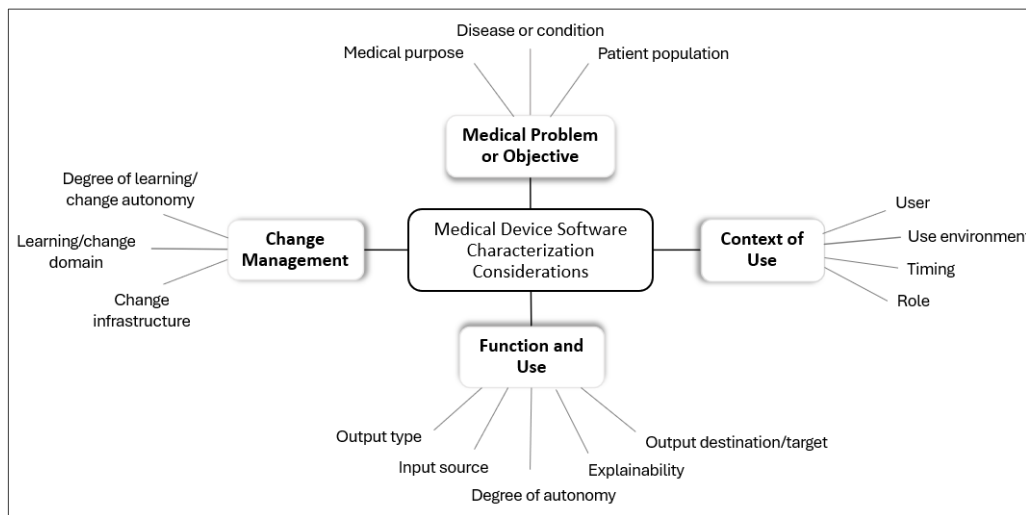 Disease or condition
Medical purpose
Patient population
Medical Problem
or Objective
Degree of learning/
change autonomy
Learning/change
domain
Change
infrastructure
Change
Management
Medical Device Software
Characterization
Considerations
Context of
Use
User
Use environment
Timing
Role
Function and
Use
Output type
Input source
Degree of autonomy
Explainability
Output destination/target